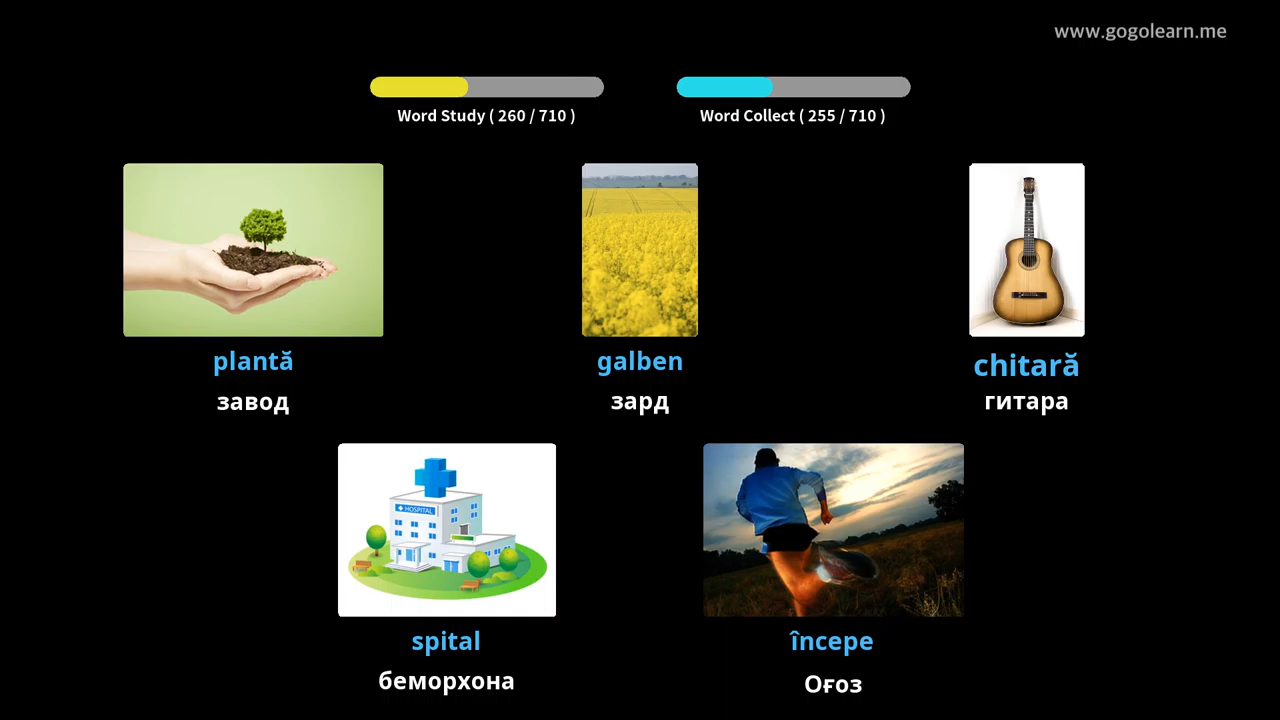 www.gogolearn.me
Word Study ( 260 / 710 )
Word Collect ( 255 / 710 )
plantă
завод
galben
зард
chitară
гитара
HOSPITAL
spital
беморхона
începe
Оғоз